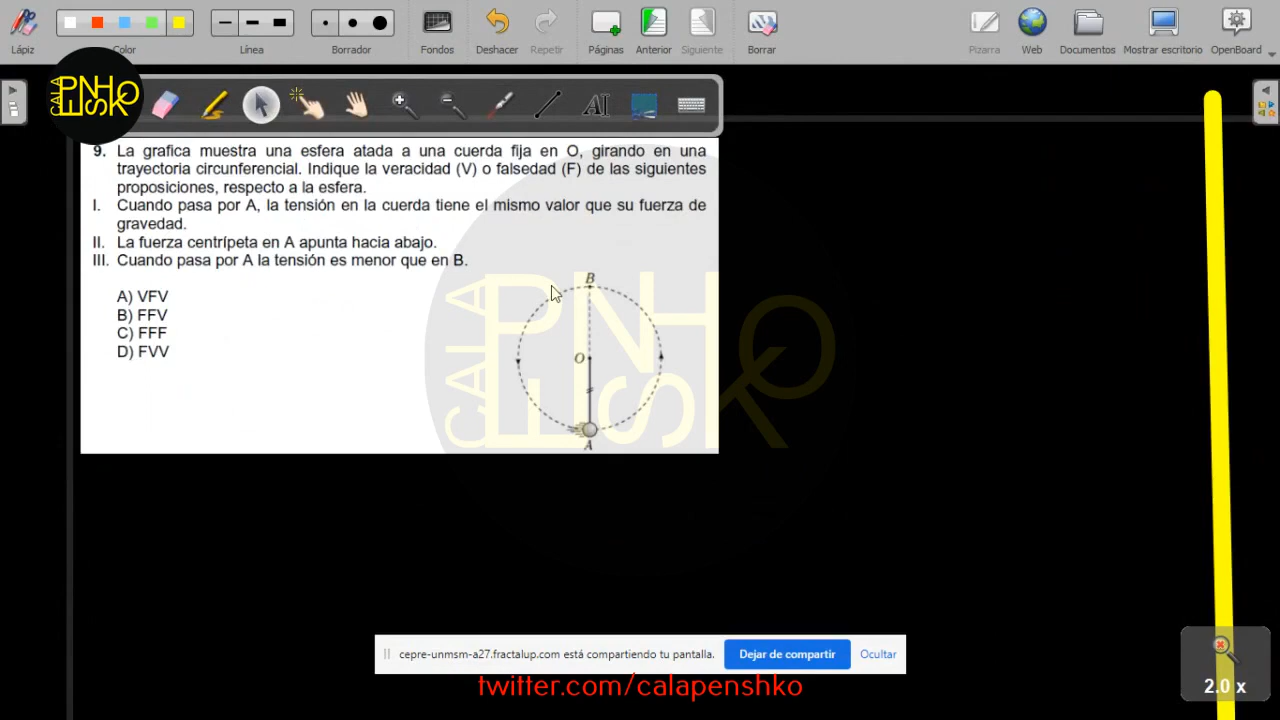 Lápiz
Color
Línea
Borrador
Fondos
Deshacer
Repetir
Páginas
Anterior
Siguiente
Borrar
Pizarra
Web
Documentos
Mostrar escritorio
OpenBoard
CALA
PENSHKO
AI
9. La grafica muestra una esfera atada a una cuerda fija en O, girando en una
trayectoria circunferencial. Indique la veracidad (V) o falsedad (F) de las siguientes
proposiciones, respecto a la esfera.
I. Cuando pasa por A, la tensión en la cuerda tiene el mismo valor que su fuerza de
gravedad.
II. La fuerza centrípeta en A apunta hacia abajo.
III. Cuando pasa por A la tensión es menor que en B.
A) VFV
B) FFV
C) FFF
D) FVV
B
O
A
CALA
PENSHKO
cepre-unmsm-a27.fractalup.com está compartiendo tu pantalla.
Dejar de compartir
Ocultar
twitter.com/calapenshko
2.0 x